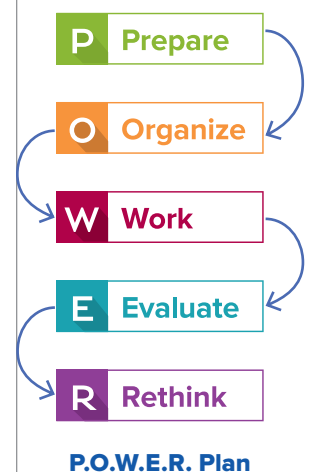 P Prepare
O Organize
W Work
E Evaluate
R Rethink
P.O.W.E.R. Plan